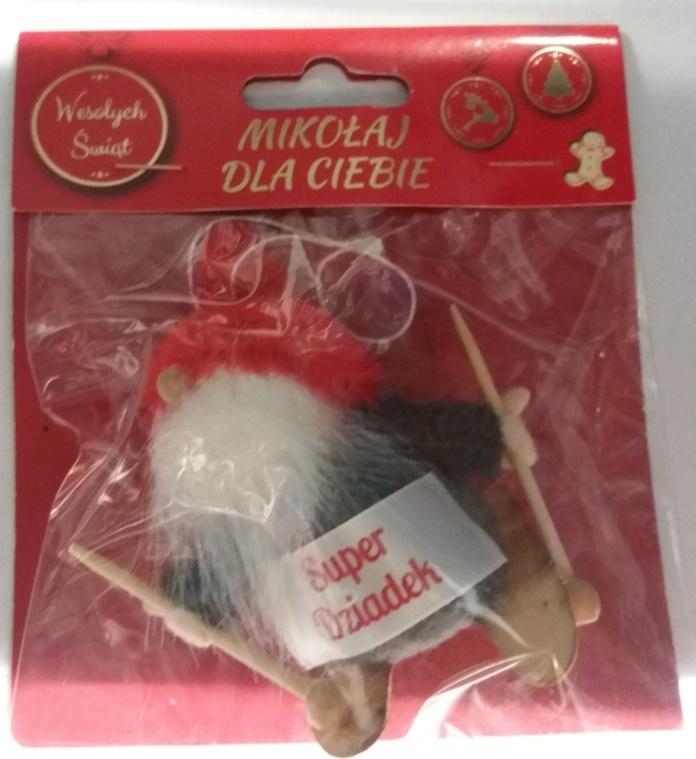 Wesołych
Świąt
MIKOŁAJ
DLA CIEBIE
Super
Dziadek